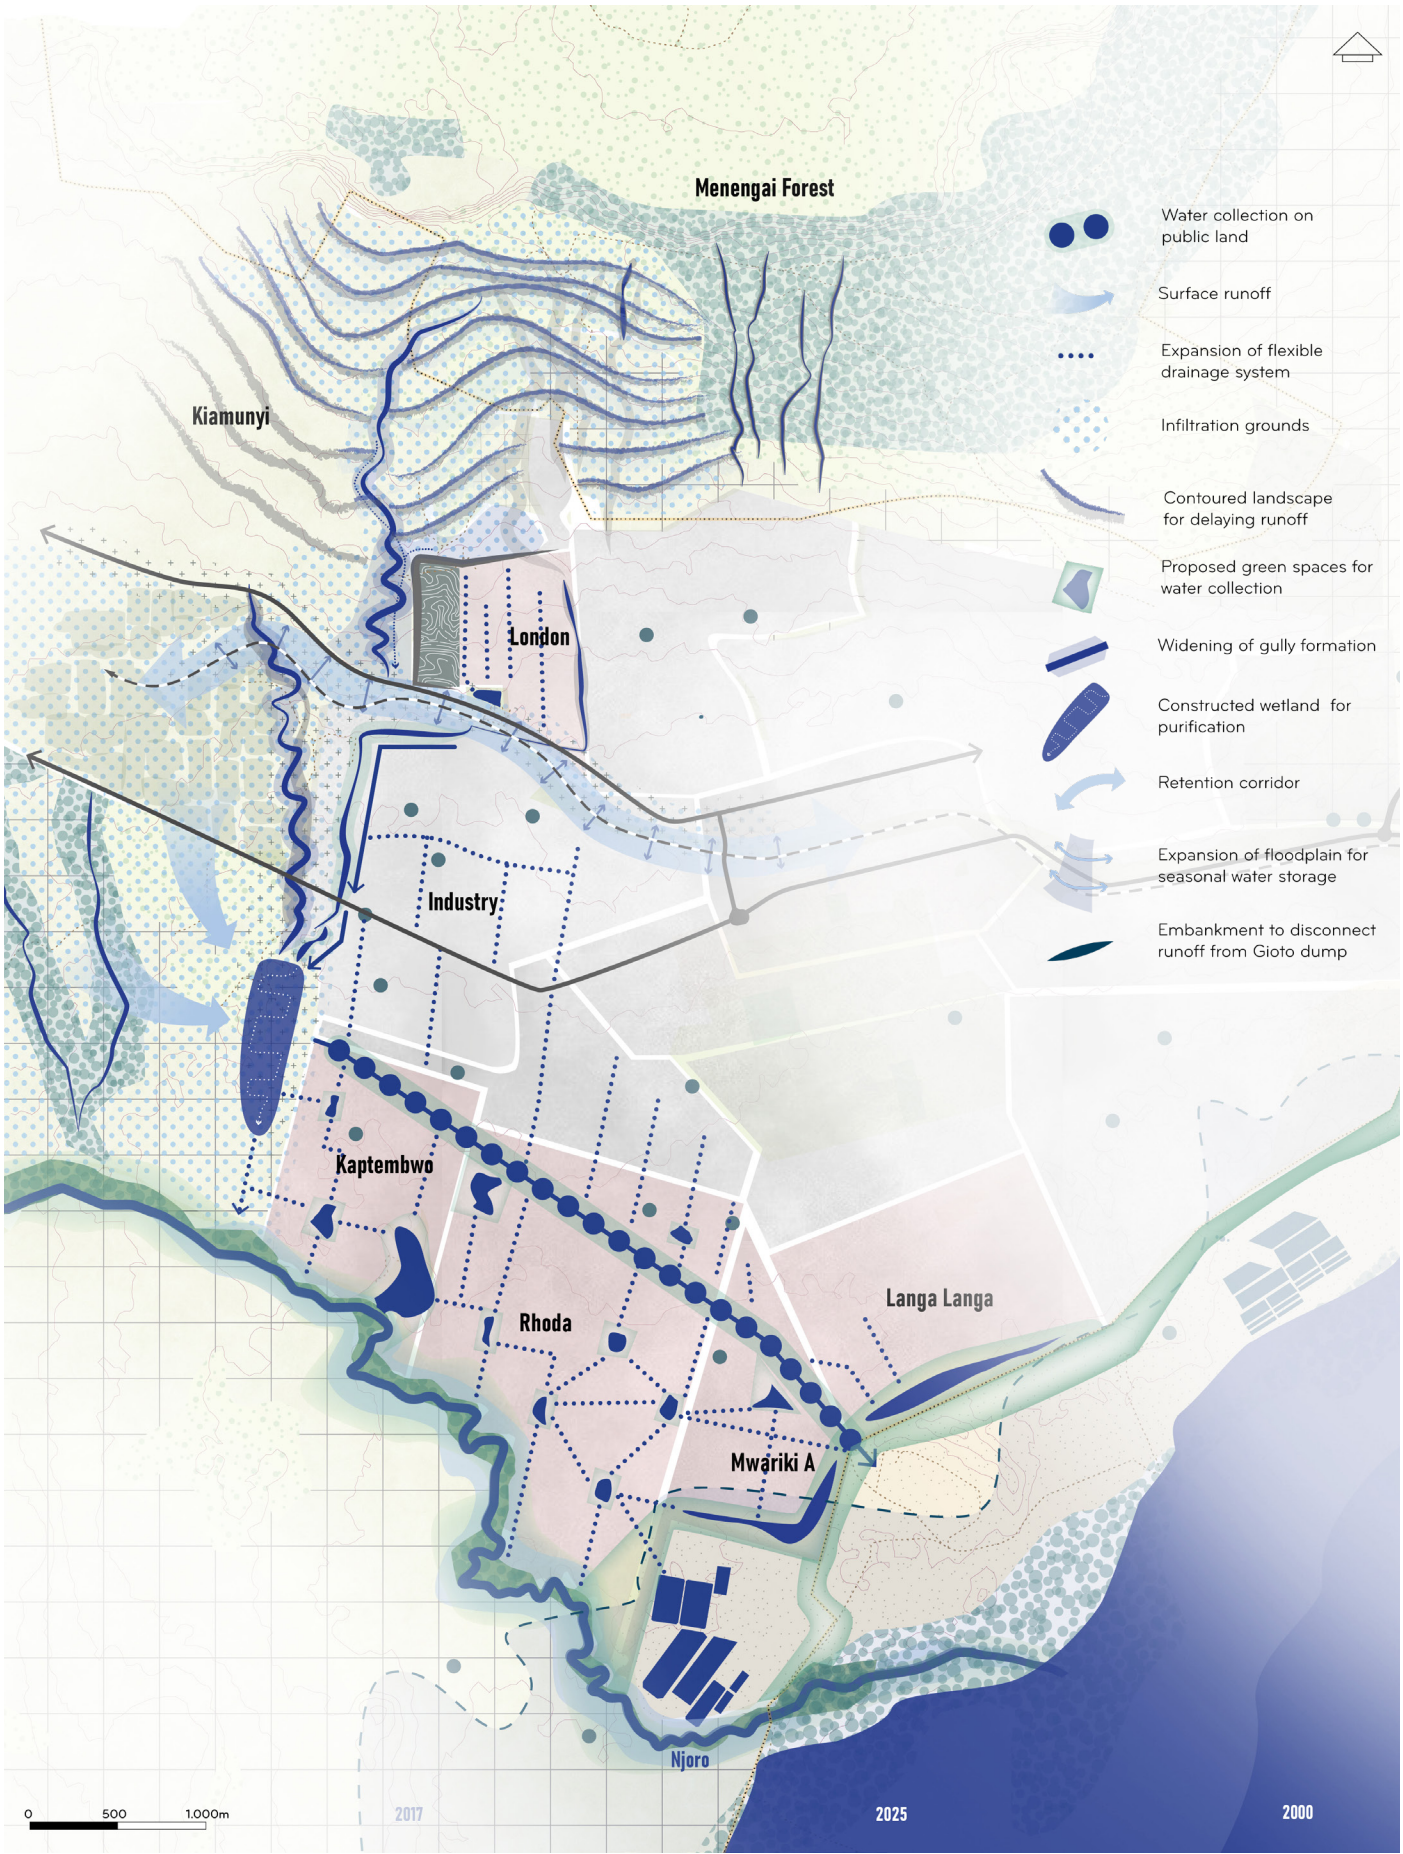 Menengai Forest
Water collection on
public land
Surface runoff
Expansion of flexible
drainage system
Infiltration grounds
Contoured landscape
for delaying runoff
Proposed green spaces for
water collection
Widening of gully formation
Constructed wetland for
purification
Retention corridor
Expansion of floodplain for
seasonal water storage
Embankment to disconnect
runoff from Gioto dump
Kiamunyi
London
Industry
Kaptembwo
Rhoda
Langa Langa
Mwariki A
Njoro
0 500 1.000m
2017
2025
2000